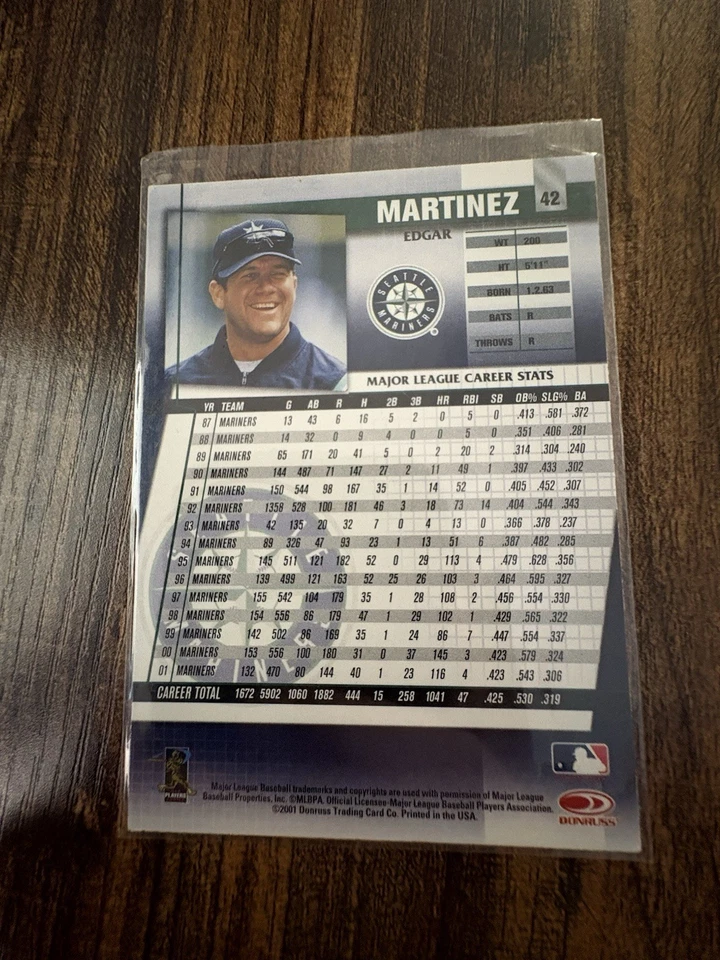 MARTINEZ 42
EDGAR
WT 200
HT 5'11"
BORN 1.2.63
BATS R
THROWS R
SEATTLE MARINERS ®
MAJOR LEAGUE CAREER STATS
YR TEAM G AB R H 2B 3B HR RBI SB OB% SLG% BA
87 MARINERS 13 43 6 16 5 2 0 5 0 .413 .581 .372
88 MARINERS 14 32 0 9 4 0 0 5 0 .351 .406 .281
89 MARINERS 65 171 20 41 5 0 2 20 2 .314 .304 .240
90 MARINERS 144 487 71 147 27 2 11 49 1 .397 .433 .302
91 MARINERS 150 544 98 167 35 1 14 52 0 .405 .452 .307
92 MARINERS 1358 528 100 181 46 3 18 73 14 .404 .544 .343
93 MARINERS 42 135 20 32 7 0 4 13 0 .366 .378 .237
94 MARINERS 89 326 47 93 23 1 13 51 6 .387 .482 .285
95 MARINERS 145 511 121 182 52 0 29 113 4 .479 .628 .356
96 MARINERS 139 499 121 163 52 25 26 103 3 .464 .595 .327
97 MARINERS 155 542 104 179 35 1 28 108 2 .456 .554 .330
98 MARINERS 154 556 86 179 47 1 29 102 1 .429 .565 .322
99 MARINERS 142 502 86 169 35 1 24 86 7 .447 .554 .337
00 MARINERS 153 556 100 180 31 0 37 145 3 .423 .579 .324
01 MARINERS 132 470 80 144 40 1 23 116 4 .423 .543 .306
CAREER TOTAL 1672 5902 1060 1882 444 15 258 1041 47 .425 .530 .319
PLAYERS
Major League Baseball trademarks and copyrights are used with permission of Major League
Baseball Properties, Inc. ©MLBPA. Official Licensee-Major League Baseball Players Association.
©2001 Donruss Trading Card Co. Printed in the USA.
DONRUSS